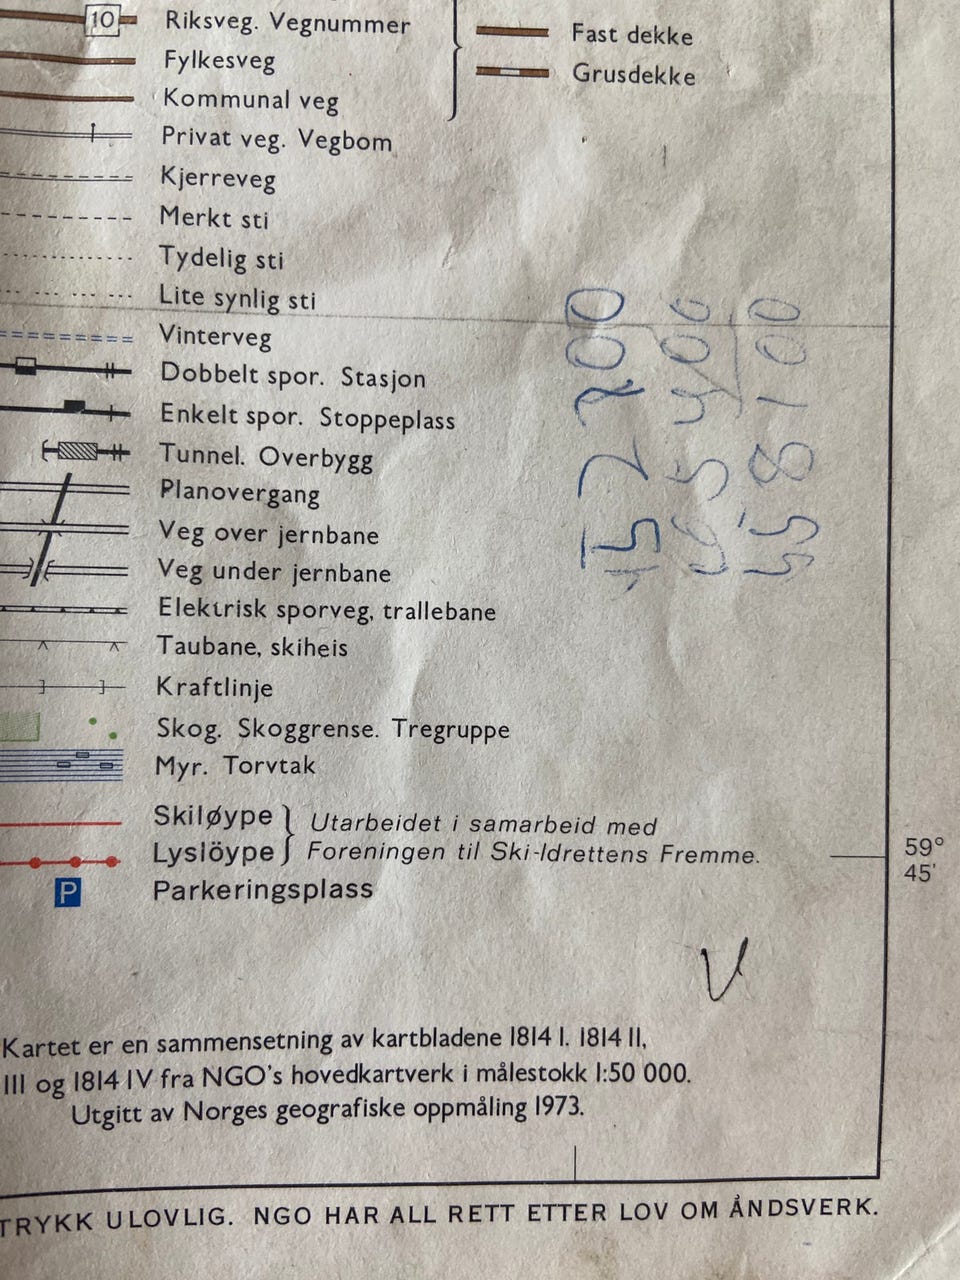 10 Riksveg. Vegnummer
Fylkesveg
Kommunal veg
Fast dekke
Grusdekke
Privat veg. Vegbom
Kjerreveg
Merkt sti
Tydelig sti
Lite synlig sti
Vinterveg
Dobbelt spor. Stasjon
Enkelt spor. Stoppeplass
Tunnel. Overbygg
Planovergang
Veg over jernbane
Veg under jernbane
Elektrisk sporveg, trallebane
Taubane, skiheis
Kraftlinje
Skog. Skoggrense. Tregruppe
Myr. Torvtak
Skiløype
Lyslöype
Utarbeidet i samarbeid med
Foreningen til Ski-Idrettens Fremme.
P Parkeringsplass
59°
45'
V
Kartet er en sammensetning av kartbladene 1814 I. 1814 II,
III og 1814 IV fra NGO's hovedkartverk i målestokk 1:50 000.
Utgitt av Norges geografiske oppmåling 1973.
TRYKK ULOVLIG. NGO HAR ALL RETT ETTER LOV OM ÅNDSVERK.